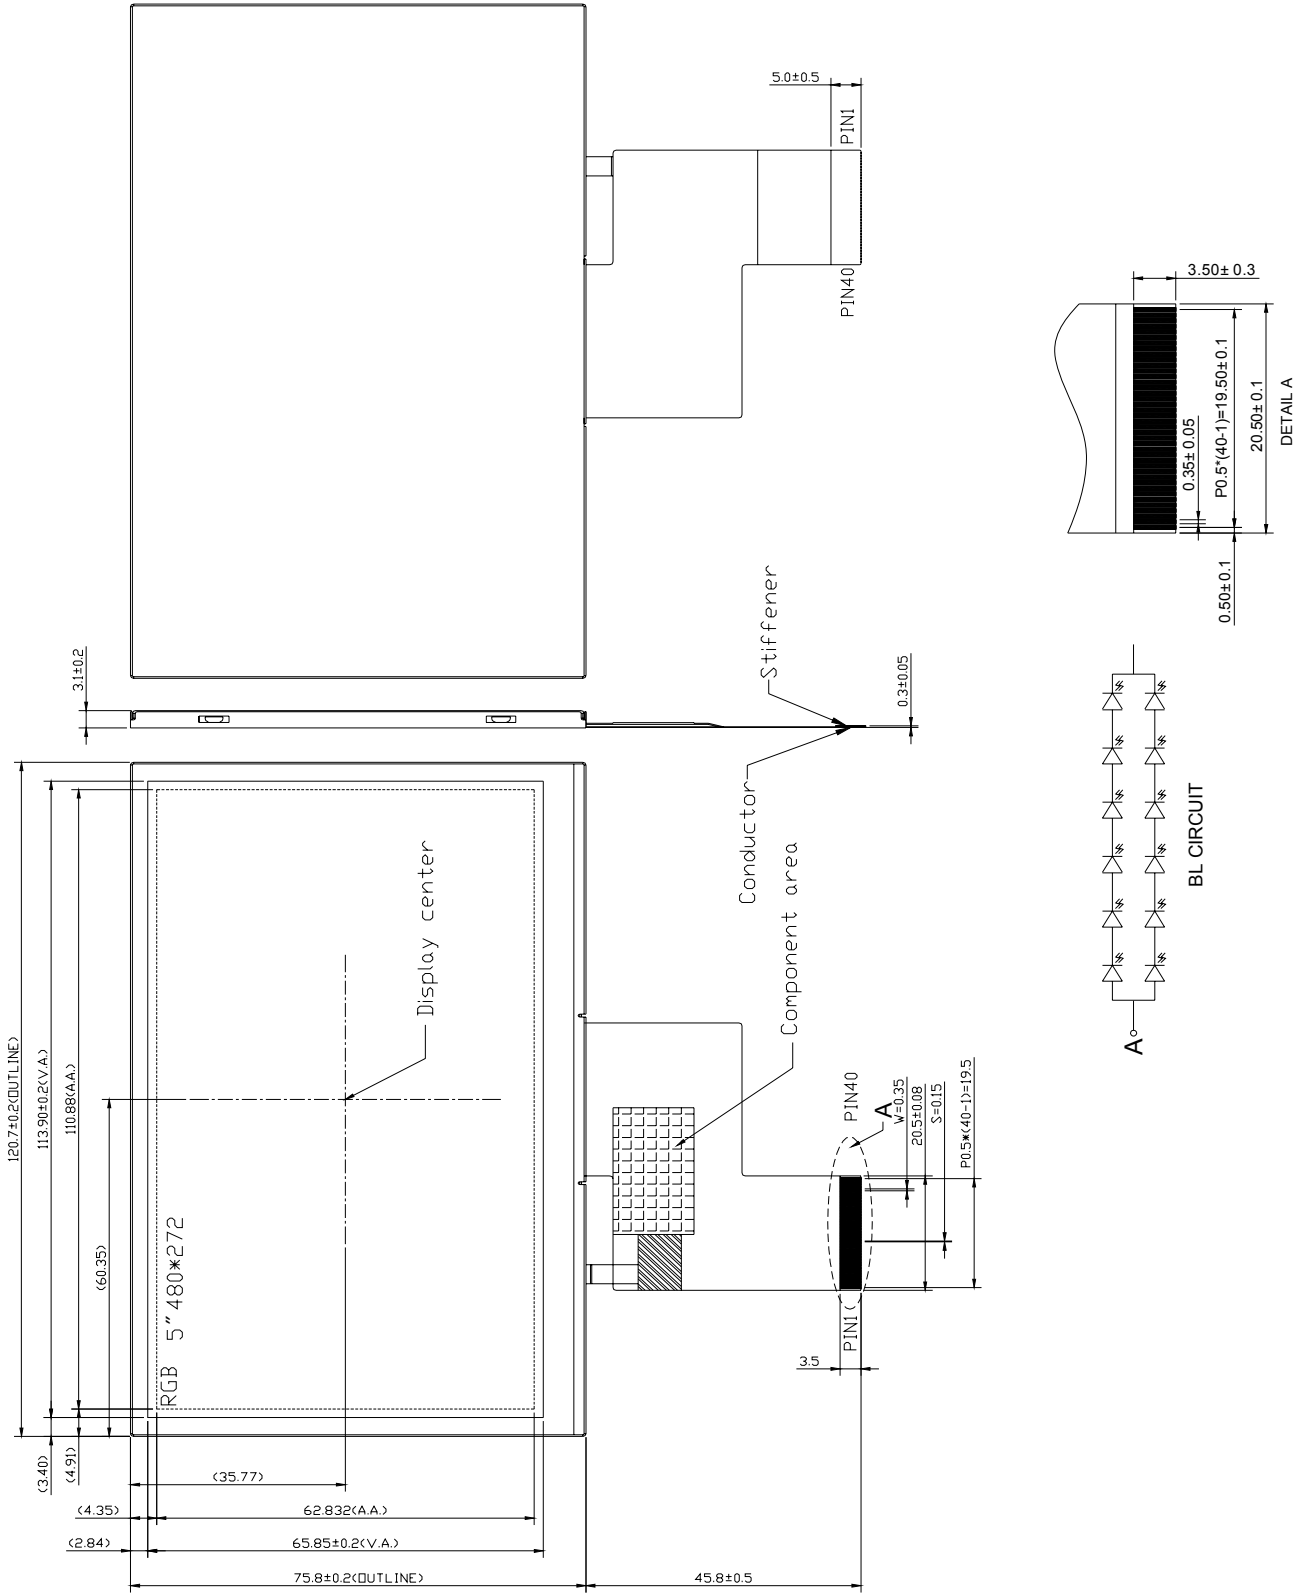 5.0±0.5
PIN1
PIN40
3.50± 0.3
0.35± 0.05
P0.5*(40-1)=19.50± 0.1
20.50± 0.1
DETAIL A
0.50± 0.1
3.1±0.2
Stiffener
0.3±0.05
Conductor
120.7±0.2(OUTLINE)
113.90±0.2(V.A.)
110.88(A.A.)
(60.35)
Display center
Component area
RGB 5" 480*272
BL CIRCUIT
A
PIN40
A
W=0.35
20.5±0.08
S=0.15
P0.5*(40-1)=19.5
PIN1
3.5
(3.40)
(4.91)
(35.77)
(4.35)
62.832(A.A.)
(2.84)
65.85±0.2(V.A.)
75.8±0.2(OUTLINE)
45.8±0.5